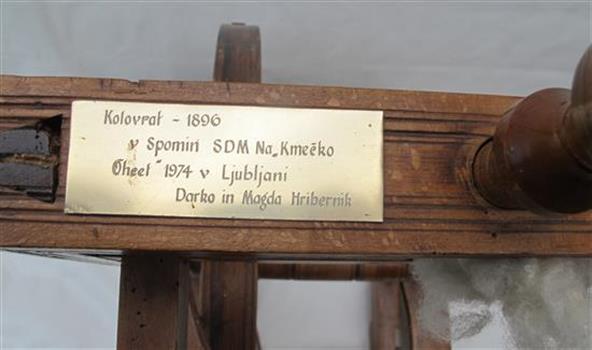 Kolovrat - 1896
v Spomin SDM Na „Kmečko
Ohcet" 1974 v Ljubljani
Darko in Magda Hribernik